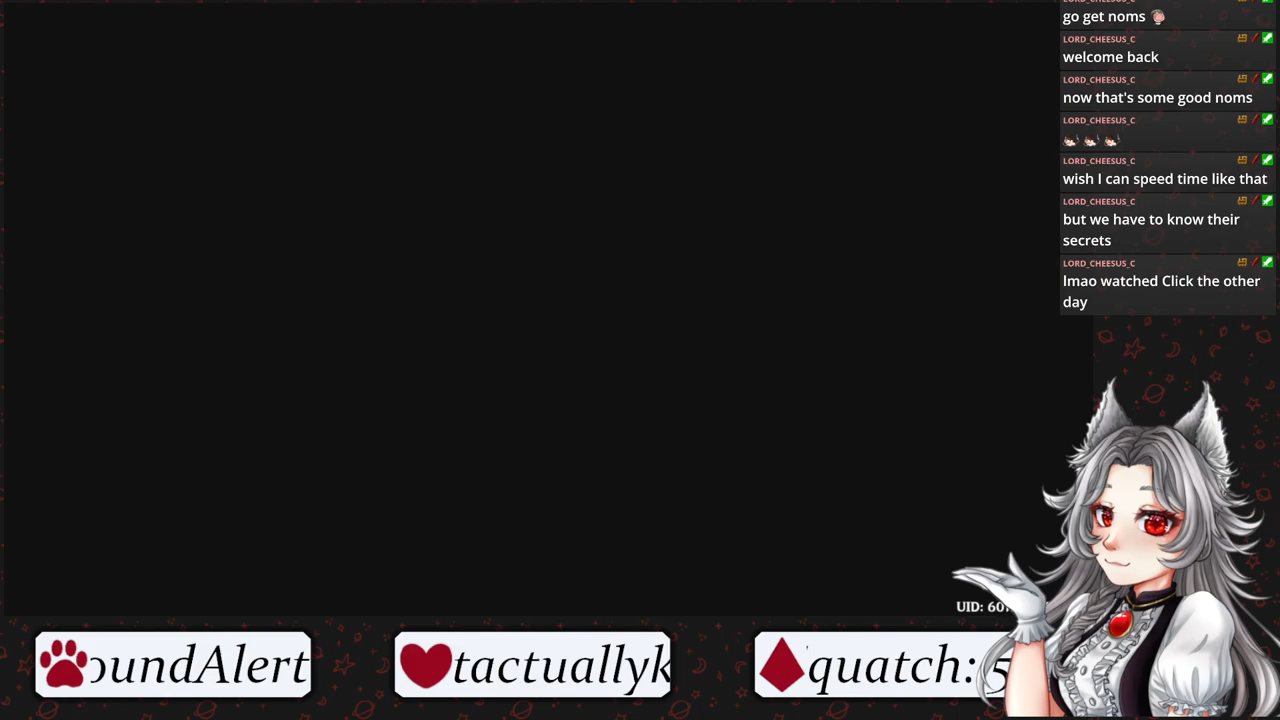 LORD_CHEESUS_C
go get noms
LORD_CHEESUS_C
welcome back
LORD_CHEESUS_C
now that's some good noms
LORD_CHEESUS_C
LORD_CHEESUS_C
wish I can speed time like that
LORD_CHEESUS_C
but we have to know their
secrets
LORD_CHEESUS_C
lmao watched Click the other
day
UID: 60
oundAlert
tactuallyk
quatch: 5